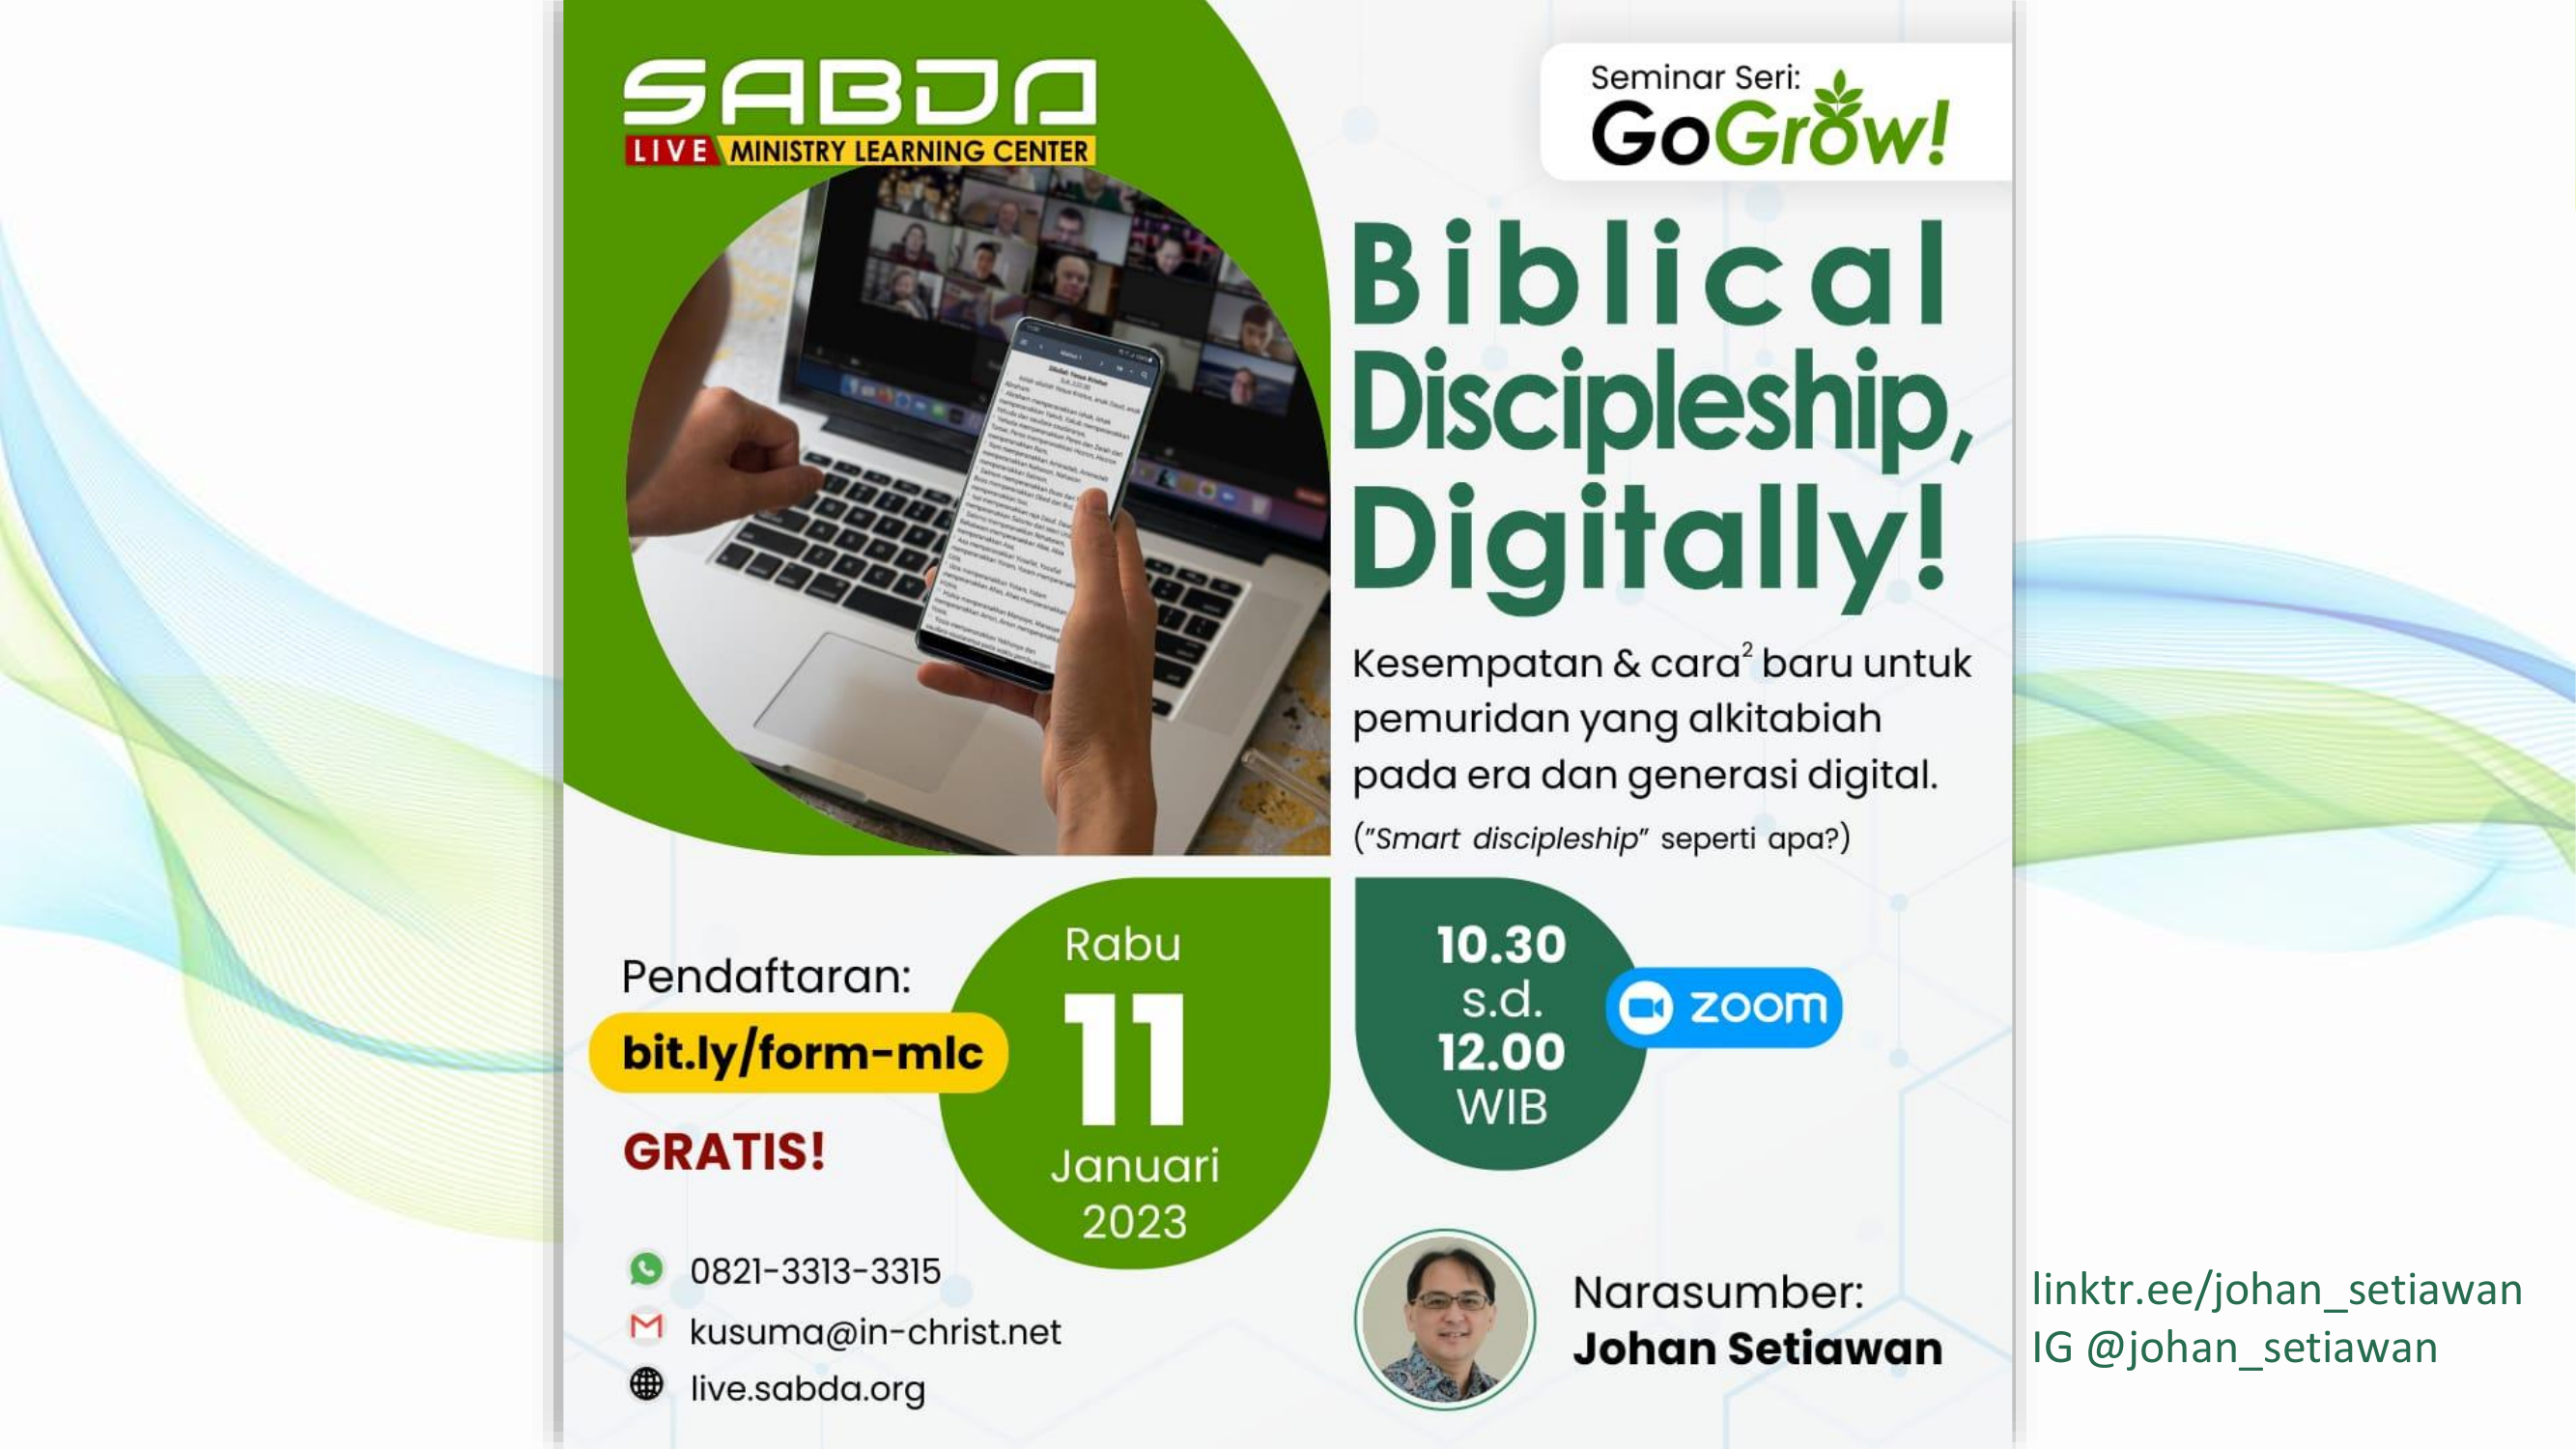 SABDA
LIVE MINISTRY LEARNING CENTER
Seminar Seri:
GoGrow!
Biblical
Discipleship,
Digitally!
Kesempatan & cara² baru untuk
pemuridan yang alkitabiah
pada era dan generasi digital.
("Smart discipleship" seperti apa?)
Pendaftaran:
bit.ly/form-mlc
GRATIS!
Rabu
11
Januari
2023
10.30
s.d.
12.00
WIB
zoom
0821-3313-3315
kusuma@in-christ.net
live.sabda.org
Narasumber:
Johan Setiawan
linktr.ee/johan_setiawan
IG @johan_setiawan